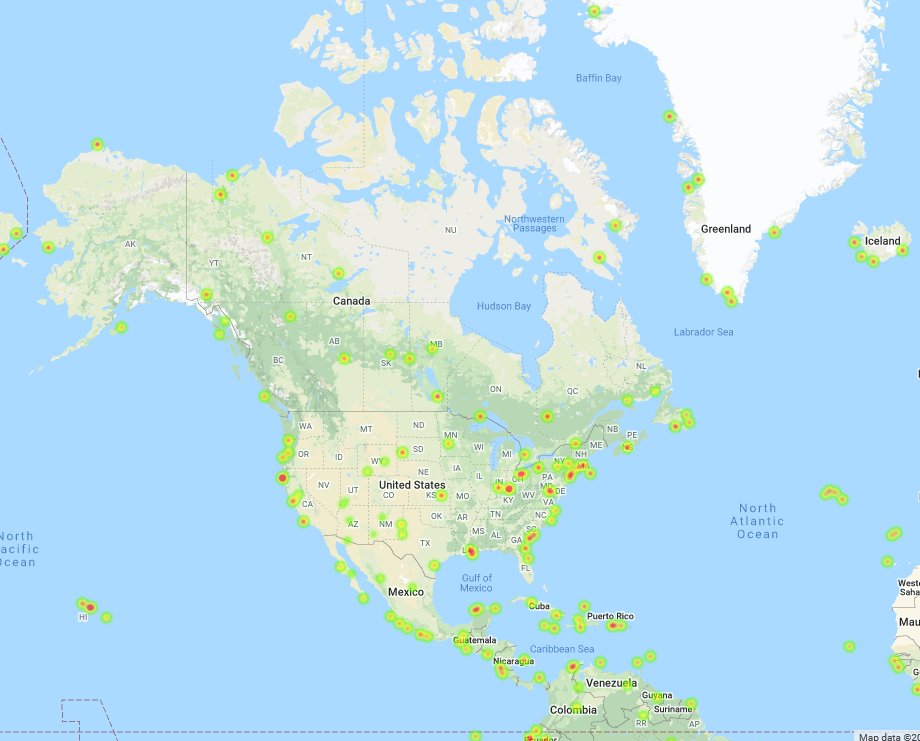 Baffin Bay
Northwestern
Passages
NU
Greenland
Iceland
AK
YT
NT
Canada
Hudson Bay
Labrador Sea
AB
MB
SK
BC
NL
ON
QC
WA
MT
ND
NB
PE
NS
OR
ID
SD
MN
WI
MI
ME
NH
NY
MA
WY
NE
IA
IL
IN
OH
PA
MD
DE
United States
NV
UT
CO
KS
MO
KY
WV
VA
CA
AZ
NM
OK
AR
TN
NC
SC
TX
MS
AL
GA
LA
FL
North
Atlantic
Ocean
North
acific
Ocean
HI
Gulf of
Mexico
Mexico
Cuba
Puerto Rico
Guatemala
Caribbean Sea
Nicaragua
Venezuela
Guyana
Suriname
Colombia
RR
AP
Ecuador
West
Saha
Mau
Map data ©20